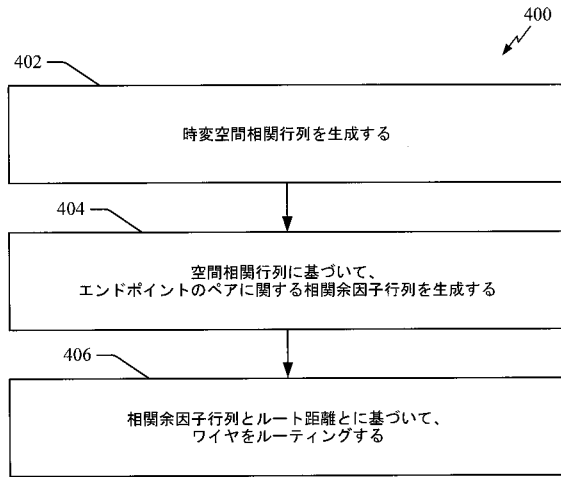 400
402
時変空間相関行列を生成する
404
空間相関行列に基づいて、
エンドポイントのペアに関する相関余因子行列を生成する
406
相関余因子行列とルート距離とに基づいて、
ワイヤをルーティングする